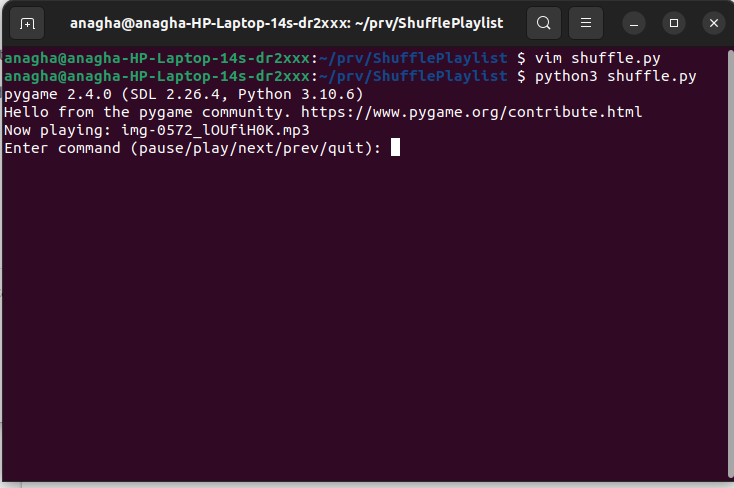 anagha@anagha-HP-Laptop-14s-dr2xxx: ~/prv/ShufflePlaylist
anagha@anagha-HP-Laptop-14s-dr2xxx:~/prv/ShufflePlaylist $ vim shuffle.py
anagha@anagha-HP-Laptop-14s-dr2xxx:~/prv/ShufflePlaylist $ python3 shuffle.py
pygame 2.4.0 (SDL 2.26.4, Python 3.10.6)
Hello from the pygame community. https://www.pygame.org/contribute.html
Now playing: img-0572_lOUfiH0K.mp3
Enter command (pause/play/next/prev/quit):